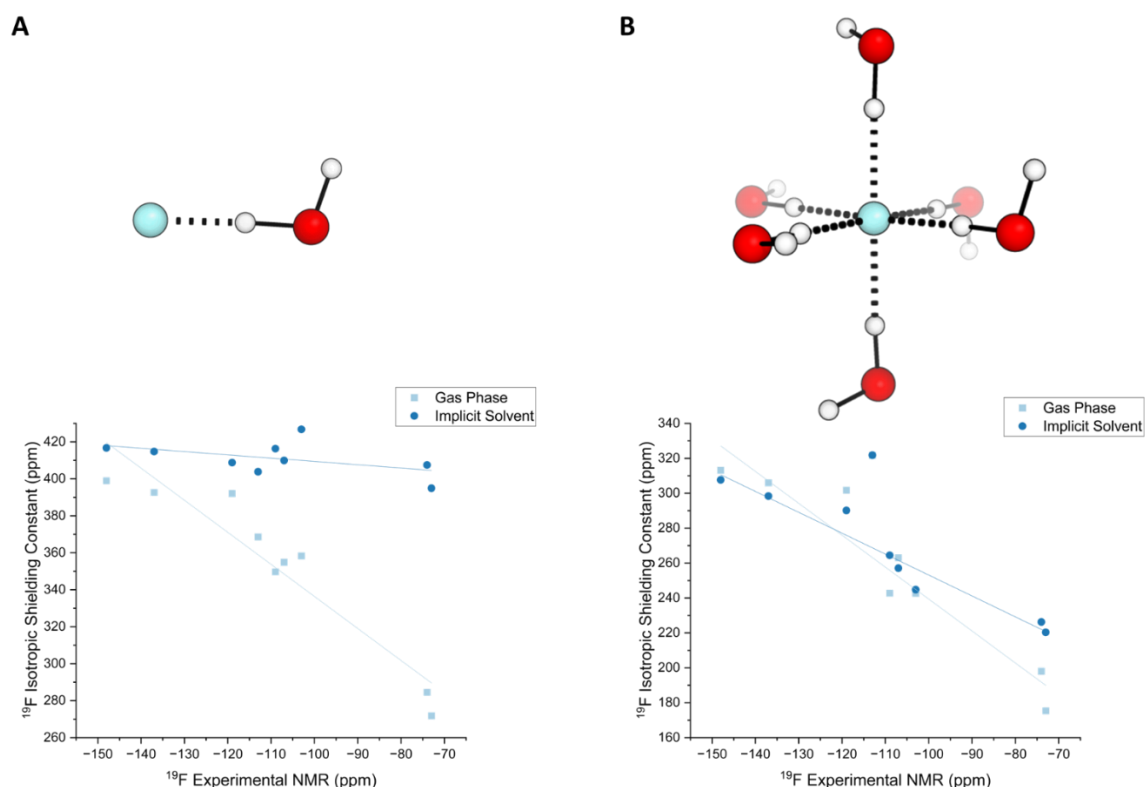 A
B
Gas Phase
Implicit Solvent
420
400
380
360
340
320
300
280
260
¹⁹F Isotropic Shielding Constant (ppm)
−150 −140 −130 −120 −110 −100 −90 −80 −70
¹⁹F Experimental NMR (ppm)
Gas Phase
Implicit Solvent
340
320
300
280
260
240
220
200
180
160
¹⁹F Isotropic Shielding Constant (ppm)
−150 −140 −130 −120 −110 −100 −90 −80 −70
¹⁹F Experimental NMR (ppm)